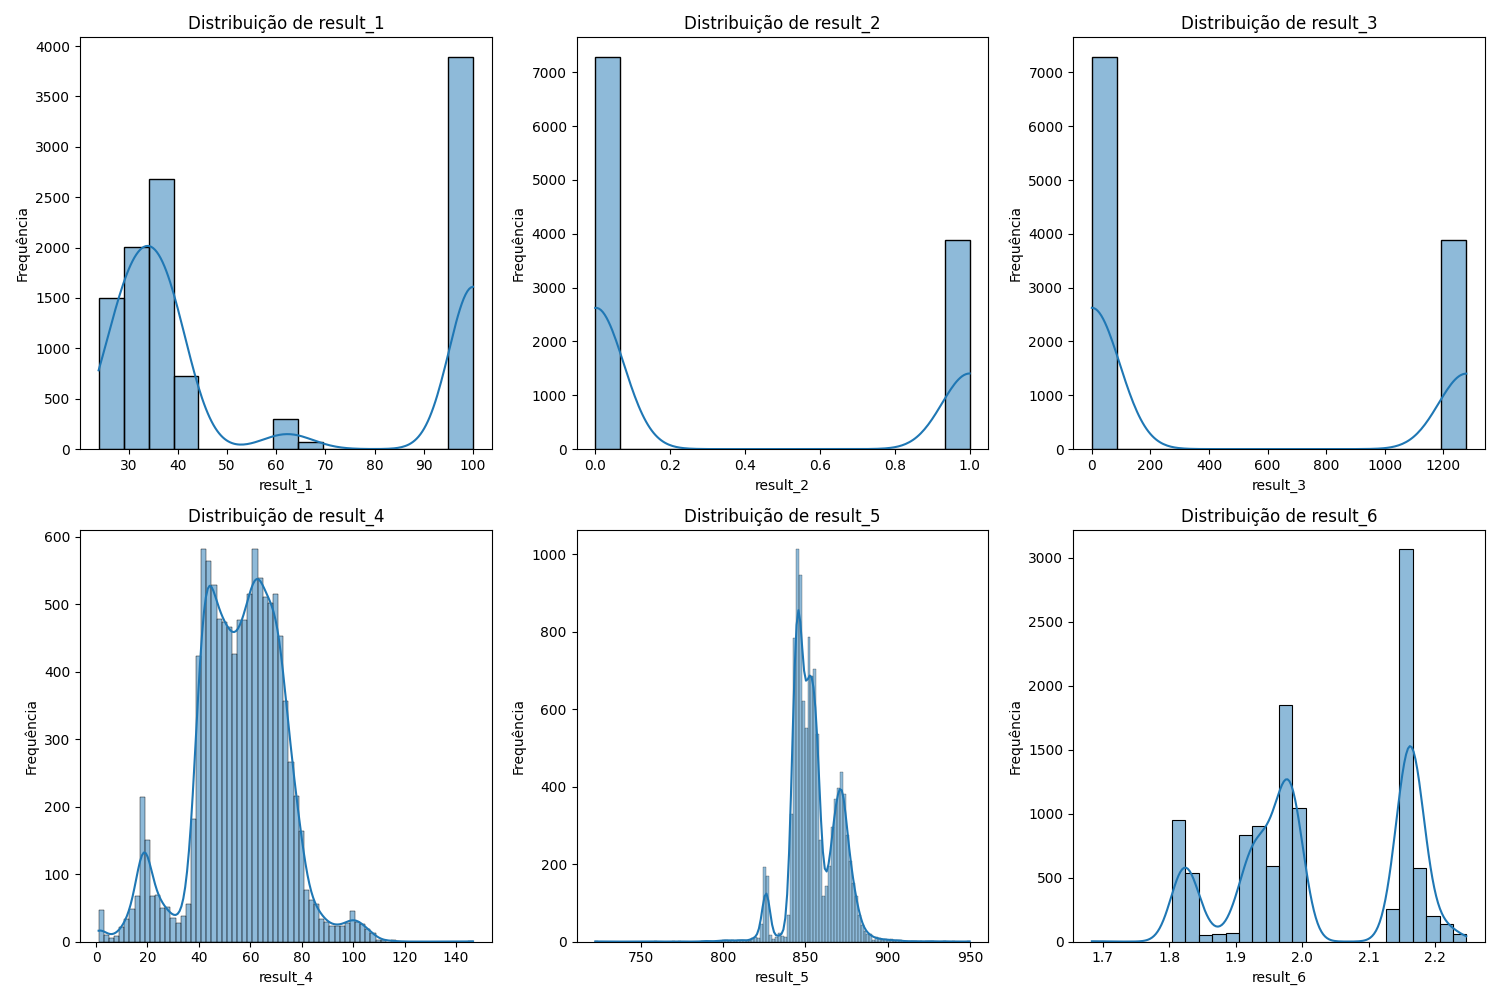 Distribuição de result_1
Frequência
4000
3500
3000
2500
2000
1500
1000
500
0
30 40 50 60 70 80 90 100
result_1
Distribuição de result_2
Frequência
7000
6000
5000
4000
3000
2000
1000
0
0.0 0.2 0.4 0.6 0.8 1.0
result_2
Distribuição de result_3
Frequência
7000
6000
5000
4000
3000
2000
1000
0
0 200 400 600 800 1000 1200
result_3
Distribuição de result_4
Frequência
600
500
400
300
200
100
0
0 20 40 60 80 100 120 140
result_4
Distribuição de result_5
Frequência
1000
800
600
400
200
0
750 800 850 900 950
result_5
Distribuição de result_6
Frequência
3000
2500
2000
1500
1000
500
0
1.7 1.8 1.9 2.0 2.1 2.2
result_6